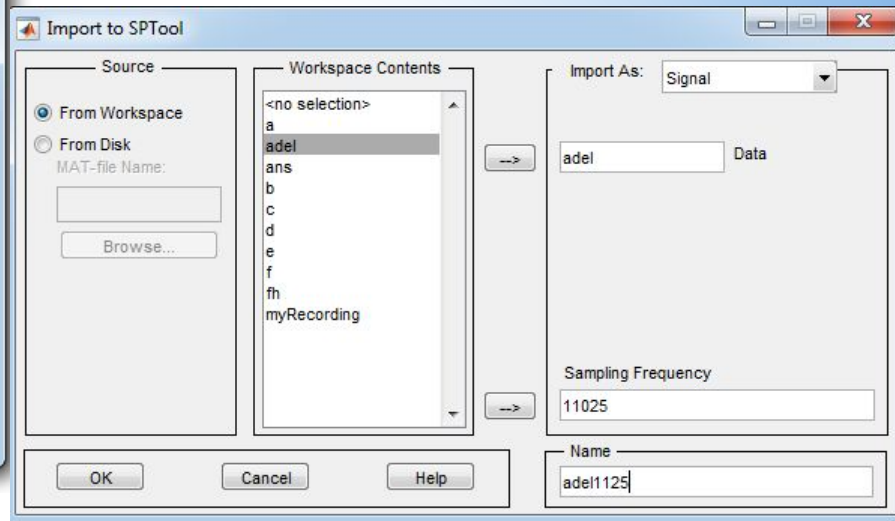 Import to SPTool
Source
From Workspace
From Disk
MAT-file Name:
Browse...
Workspace Contents
<no selection>
a
adel
ans
b
c
d
e
f
fh
myRecording
-->
-->
Import As: Signal
adel Data
Sampling Frequency
11025
Name
adel1125
OK Cancel Help